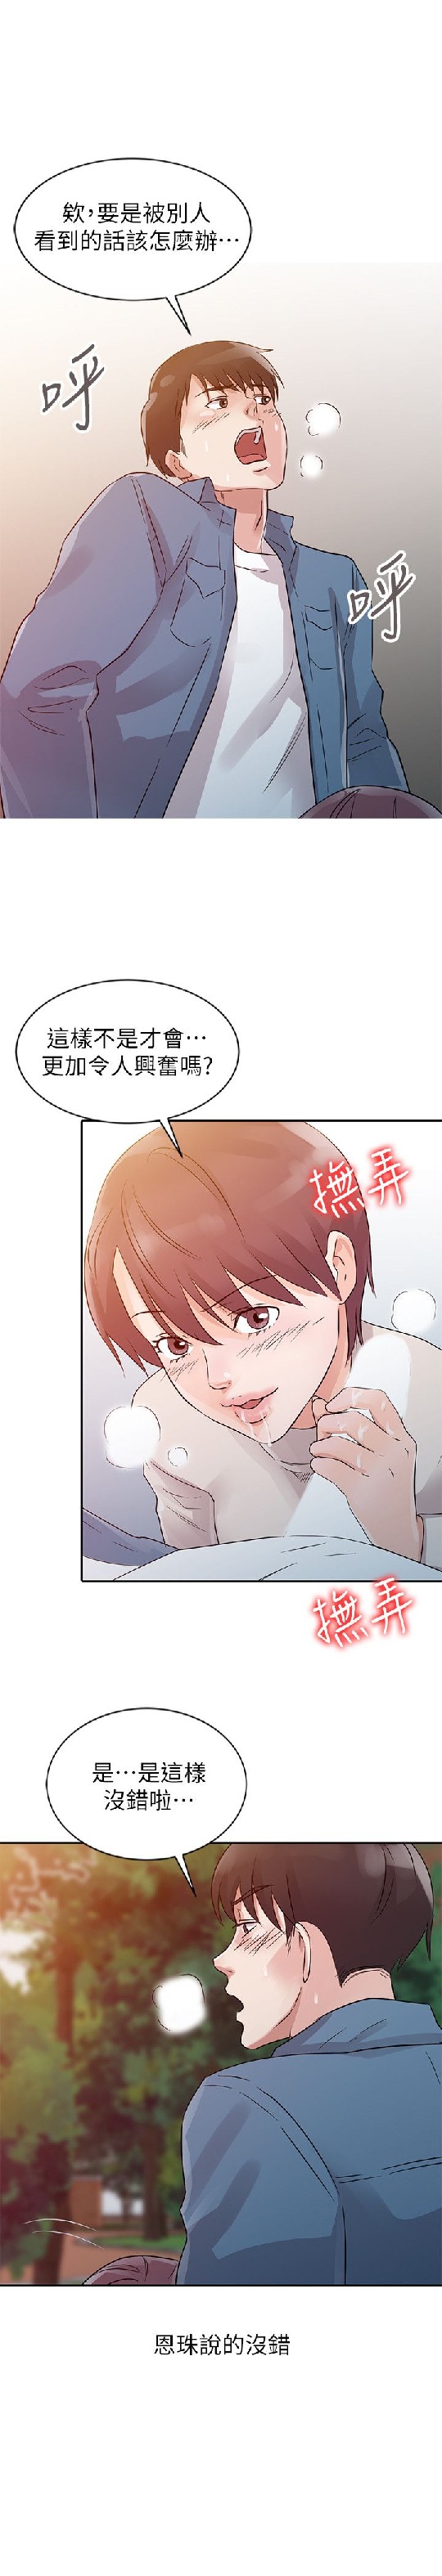 欸，要是被別人
看到的話該怎麼辦…
呼
呼
這樣不是才會…
更加令人興奮嗎？
撫弄
撫弄
是…是這樣
沒錯啦…
恩珠說的沒錯